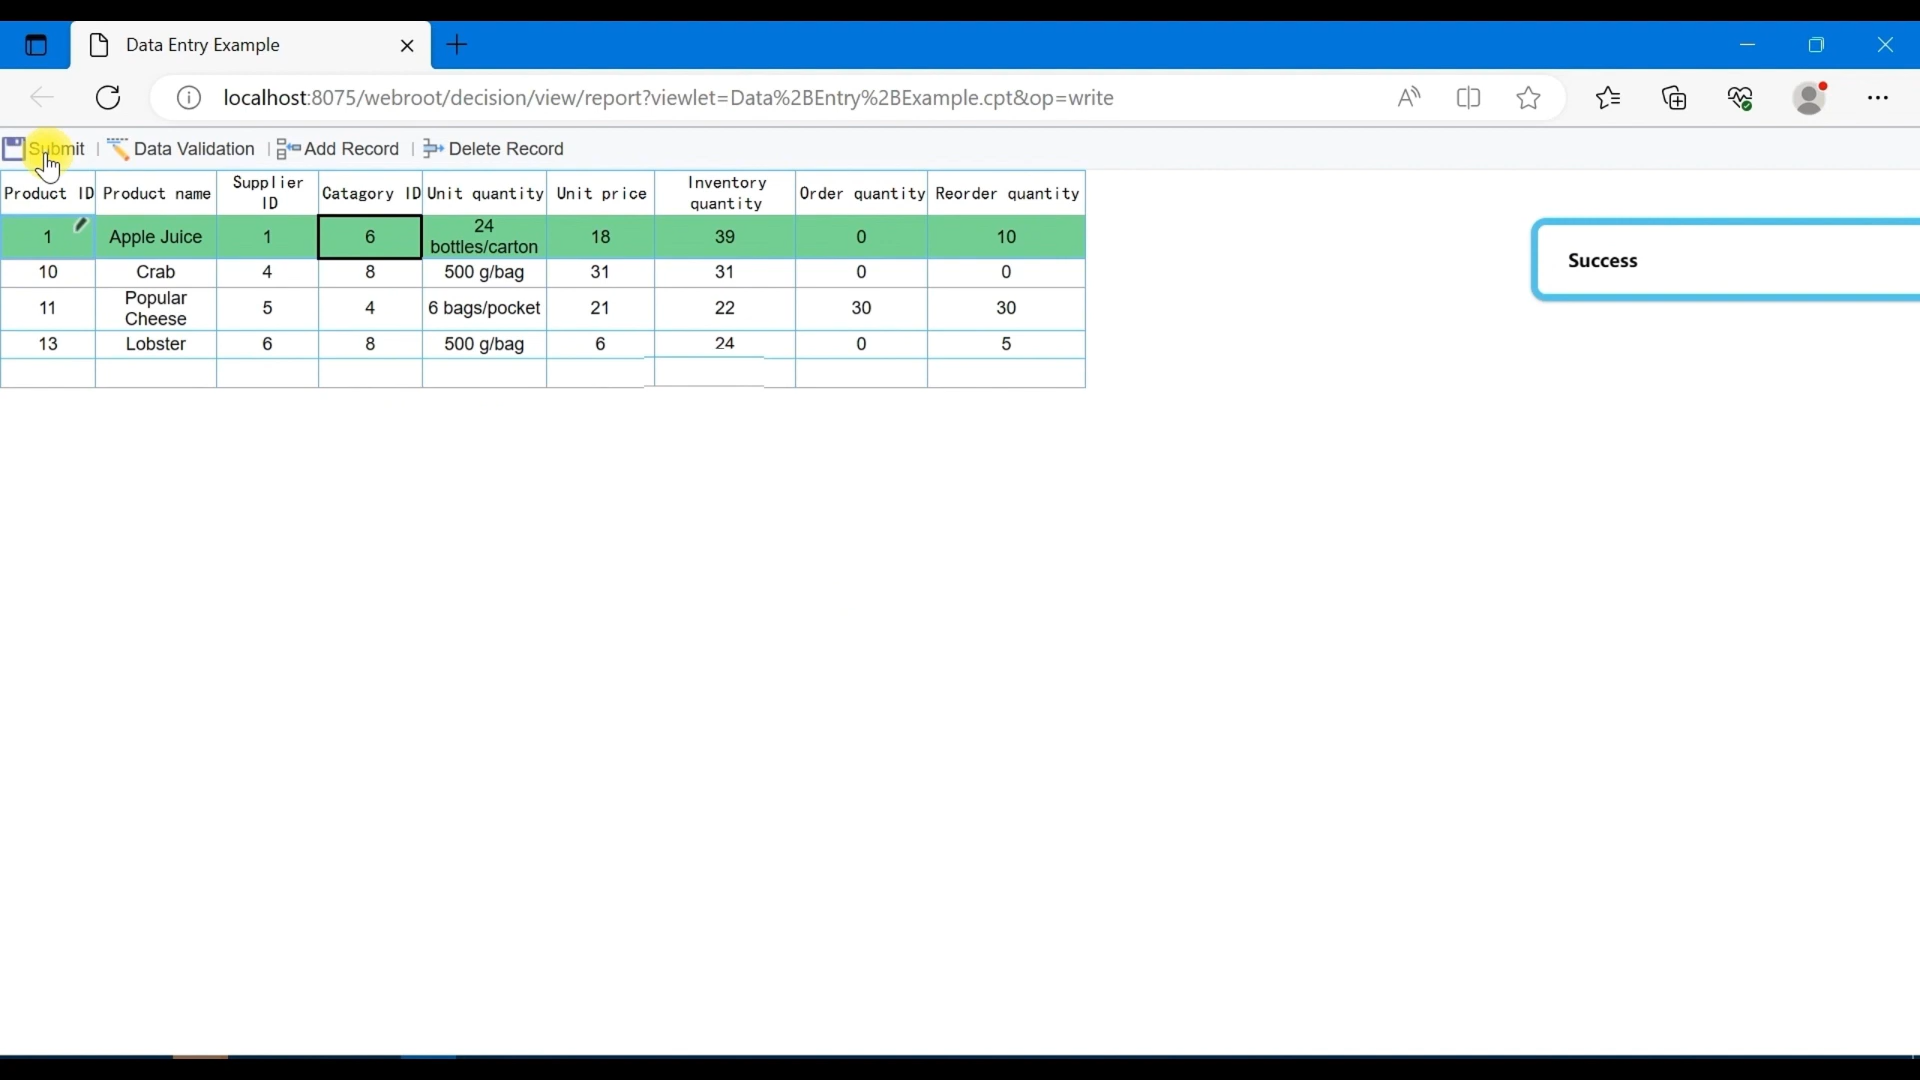 Data Entry Example
localhost:8075/webroot/decision/view/report?viewlet=Data%2BEntry%2BExample.cpt&op=write
Submit | Data Validation | Add Record | Delete Record
Product ID Product name Supplier ID Catagory ID Unit quantity Unit price Inventory quantity Order quantity Reorder quantity
1 Apple Juice 1 6 24 bottles/carton 18 39 0 10
10 Crab 4 8 500 g/bag 31 31 0 0
11 Popular Cheese 5 4 6 bags/pocket 21 22 30 30
13 Lobster 6 8 500 g/bag 6 24 0 5
Success